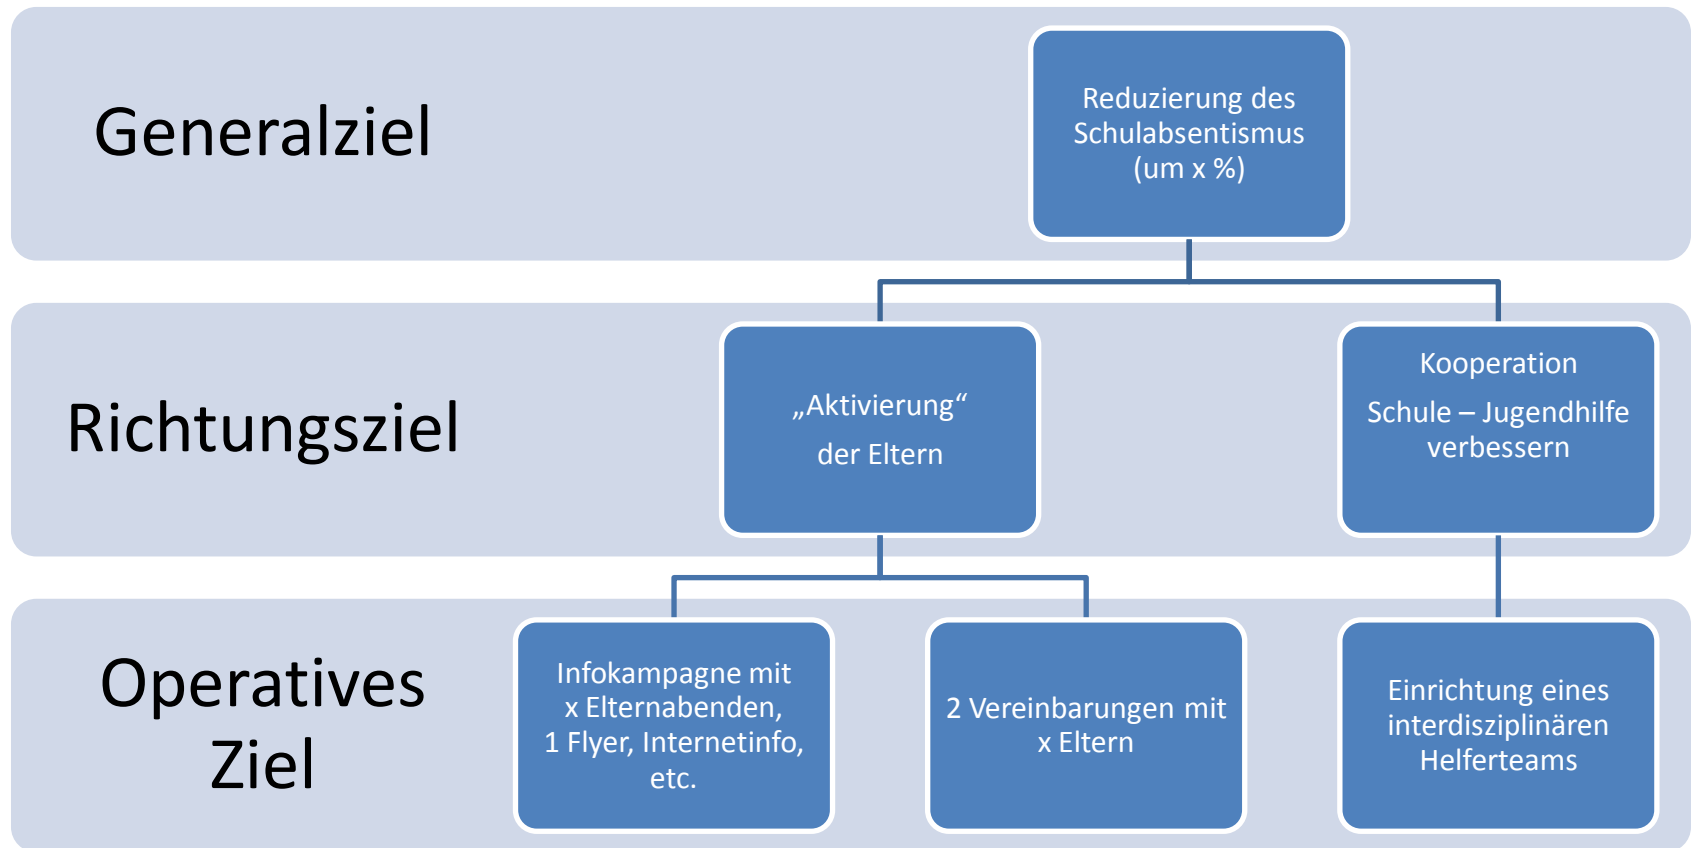 Generalziel
Reduzierung des
Schulabsentismus
(um x %)
Richtungsziel
„Aktivierung“
der Eltern
Kooperation
Schule – Jugendhilfe
verbessern
Operatives
Ziel
Infokampagne mit
x Elternabenden,
1 Flyer, Internetinfo,
etc.
2 Vereinbarungen mit
x Eltern
Einrichtung eines
interdisziplinären
Helferteams